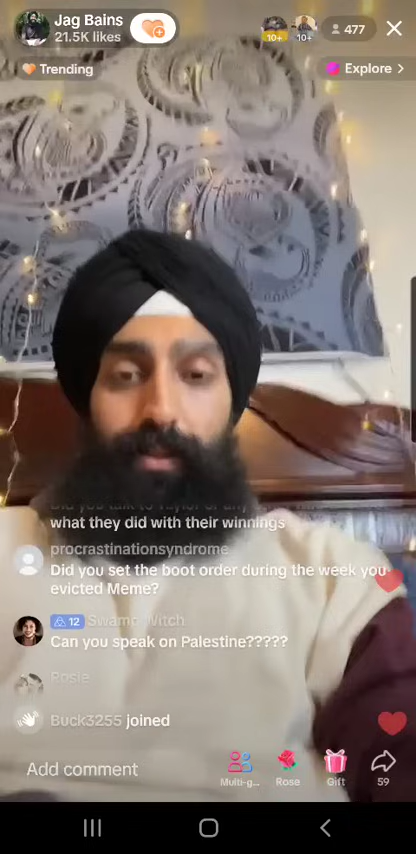 Jag Bains
21.5K likes
10+
10+
477
Trending
Explore >
what they did with their winnings
procrastinationsyndrome
Did you set the boot order during the week you
evicted Meme?
12
Can you speak on Palestine?????
Rosie
Buck3255 joined
Add comment
Multi-g...
Rose
Gift
59